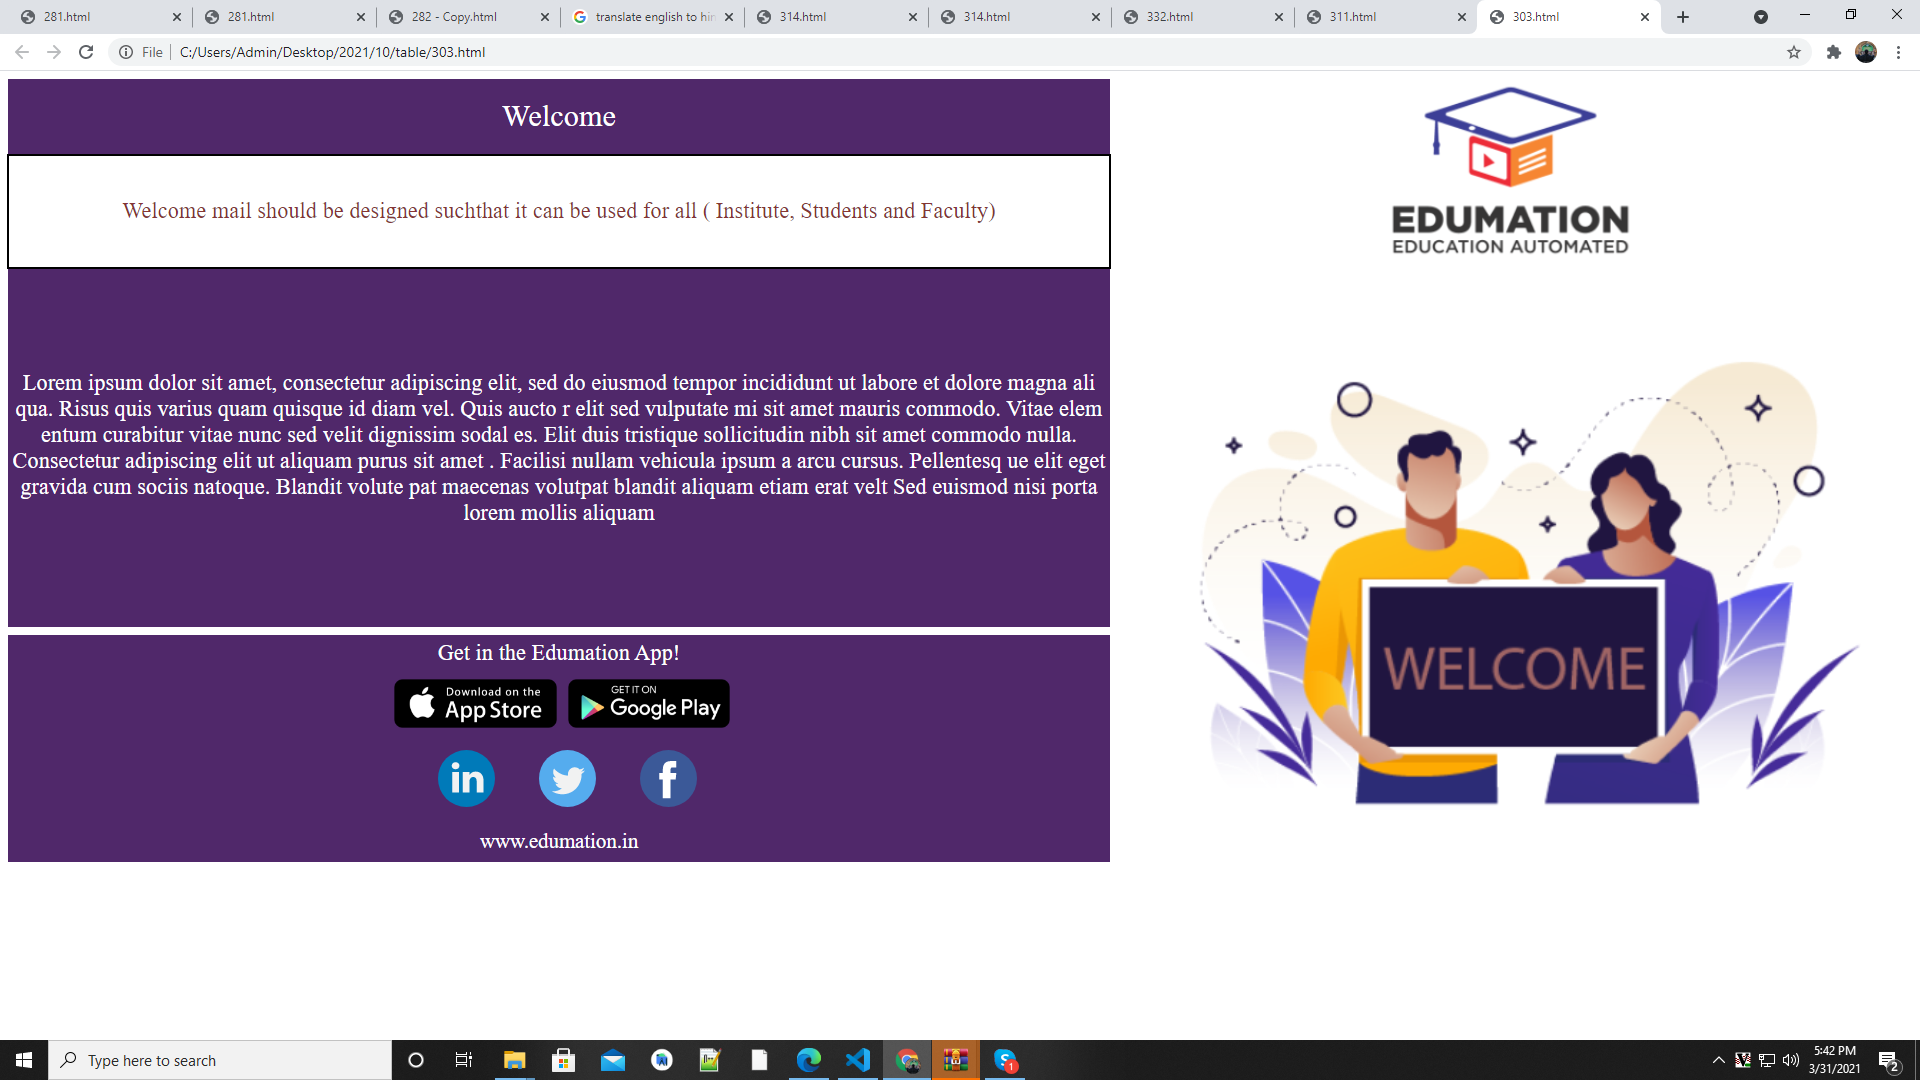 281.html
281.html
282 - Copy.html
translate english to hin
314.html
314.html
332.html
311.html
303.html
File
C:/Users/Admin/Desktop/2021/10/table/303.html
Welcome
Welcome mail should be designed suchthat it can be used for all ( Institute, Students and Faculty)
Lorem ipsum dolor sit amet, consectetur adipiscing elit, sed do eiusmod tempor incididunt ut labore et dolore magna ali
qua. Risus quis varius quam quisque id diam vel. Quis aucto r elit sed vulputate mi sit amet mauris commodo. Vitae elem
entum curabitur vitae nunc sed velit dignissim sodal es. Elit duis tristique sollicitudin nibh sit amet commodo nulla.
Consectetur adipiscing elit ut aliquam purus sit amet . Facilisi nullam vehicula ipsum a arcu cursus. Pellentesq ue elit eget
gravida cum sociis natoque. Blandit volute pat maecenas volutpat blandit aliquam etiam erat velt Sed euismod nisi porta
lorem mollis aliquam
Get in the Edumation App!
Download on the
App Store
GET IT ON
Google Play
in
f
www.edumation.in
EDUMATION
EDUCATION AUTOMATED
WELCOME
Type here to search
1
5:42 PM
3/31/2021
2